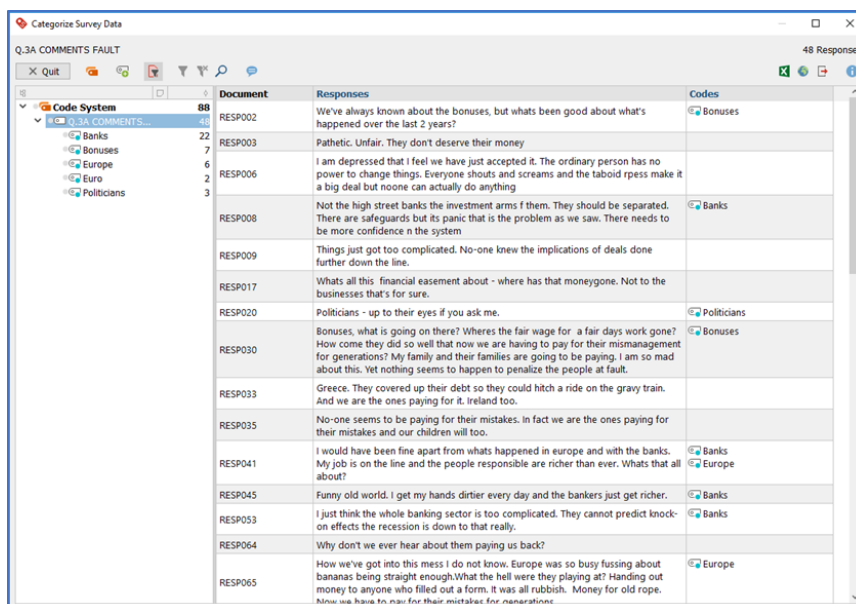 Categorize Survey Data
Q.3A COMMENTS FAULT
48 Response
X Quit
Document
Responses
Codes
Code System 88
Q.3A COMMENTS... 48
Banks 22
Bonuses 7
Europe 6
Euro 2
Politicians 3
RESP002
We've always known about the bonuses, but whats been good about what's
happened over the last 2 years?
Bonuses
RESP003
Pathetic. Unfair. They don't deserve their money
RESP006
I am depressed that I feel we have just accepted it. The ordinary person has no
power to change things. Everyone shouts and screams and the taboid rpess make it
a big deal but noone can actually do anything
RESP008
Not the high street banks the investment arms f them. They should be separated.
There are safeguards but its panic that is the problem as we saw. There needs to
be more confidence n the system
Banks
RESP009
Things just got too complicated. No-one knew the implications of deals done
further down the line.
RESP017
Whats all this financial easement about - where has that moneygone. Not to the
businesses that's for sure.
RESP020
Politicians - up to their eyes if you ask me.
Politicians
RESP030
Bonuses, what is going on there? Wheres the fair wage for a fair days work gone?
How come they did so well that now we are having to pay for their mismanagement
for generations? My family and their families are going to be paying. I am so mad
about this. Yet nothing seems to happen to penalize the people at fault.
Bonuses
RESP033
Greece. They covered up their debt so they could hitch a ride on the gravy train.
And we are the ones paying for it. Ireland too.
RESP035
No-one seems to be paying for their mistakes. In fact we are the ones paying for
their mistakes and our children will too.
RESP041
I would have been fine apart from whats happened in europe and with the banks.
My job is on the line and the people responsible are richer than ever. Whats that all
about?
Banks
Europe
RESP045
Funny old world. I get my hands dirtier every day and the bankers just get richer.
Banks
RESP053
I just think the whole banking sector is too complicated. They cannot predict knock-
on effects the recession is down to that really.
Banks
RESP064
Why don't we ever hear about them paying us back?
RESP065
How we've got into this mess I do not know. Europe was so busy fussing about
bananas being straight enough.What the hell were they playing at? Handing out
money to anyone who filled out a form. It was all rubbish. Money for old rope.
Now we have to pay for their mistakes for generations.
Europe